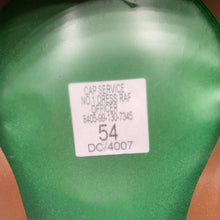 CAP SERVICE
NO.1 DRESS RAF
OFFICER
8405-99-130-7345
54
DC/4007